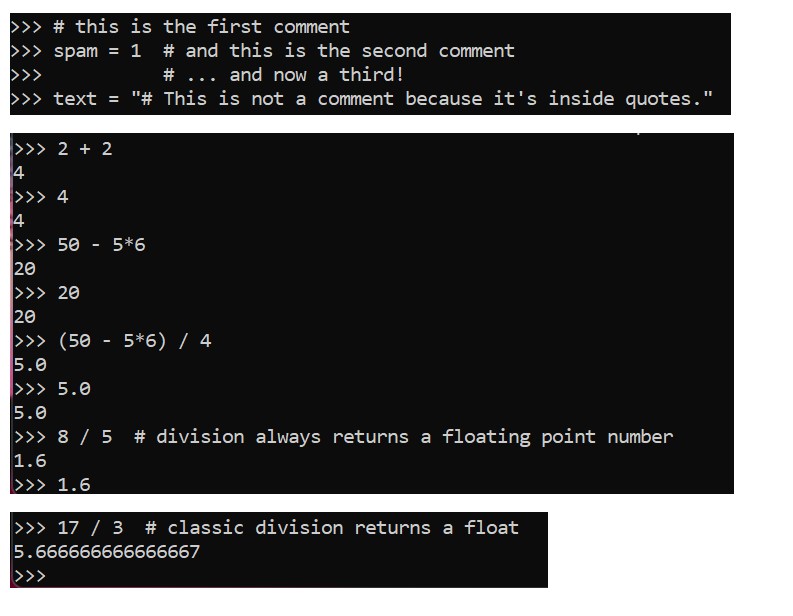 >>> # this is the first comment
>>> spam = 1  # and this is the second comment
>>>           # ... and now a third!
>>> text = "# This is not a comment because it's inside quotes."
>>> 2 + 2
4
>>> 4
4
>>> 50 - 5*6
20
>>> 20
20
>>> (50 - 5*6) / 4
5.0
>>> 5.0
5.0
>>> 8 / 5  # division always returns a floating point number
1.6
>>> 1.6
>>> 17 / 3  # classic division returns a float
5.666666666666667
>>>